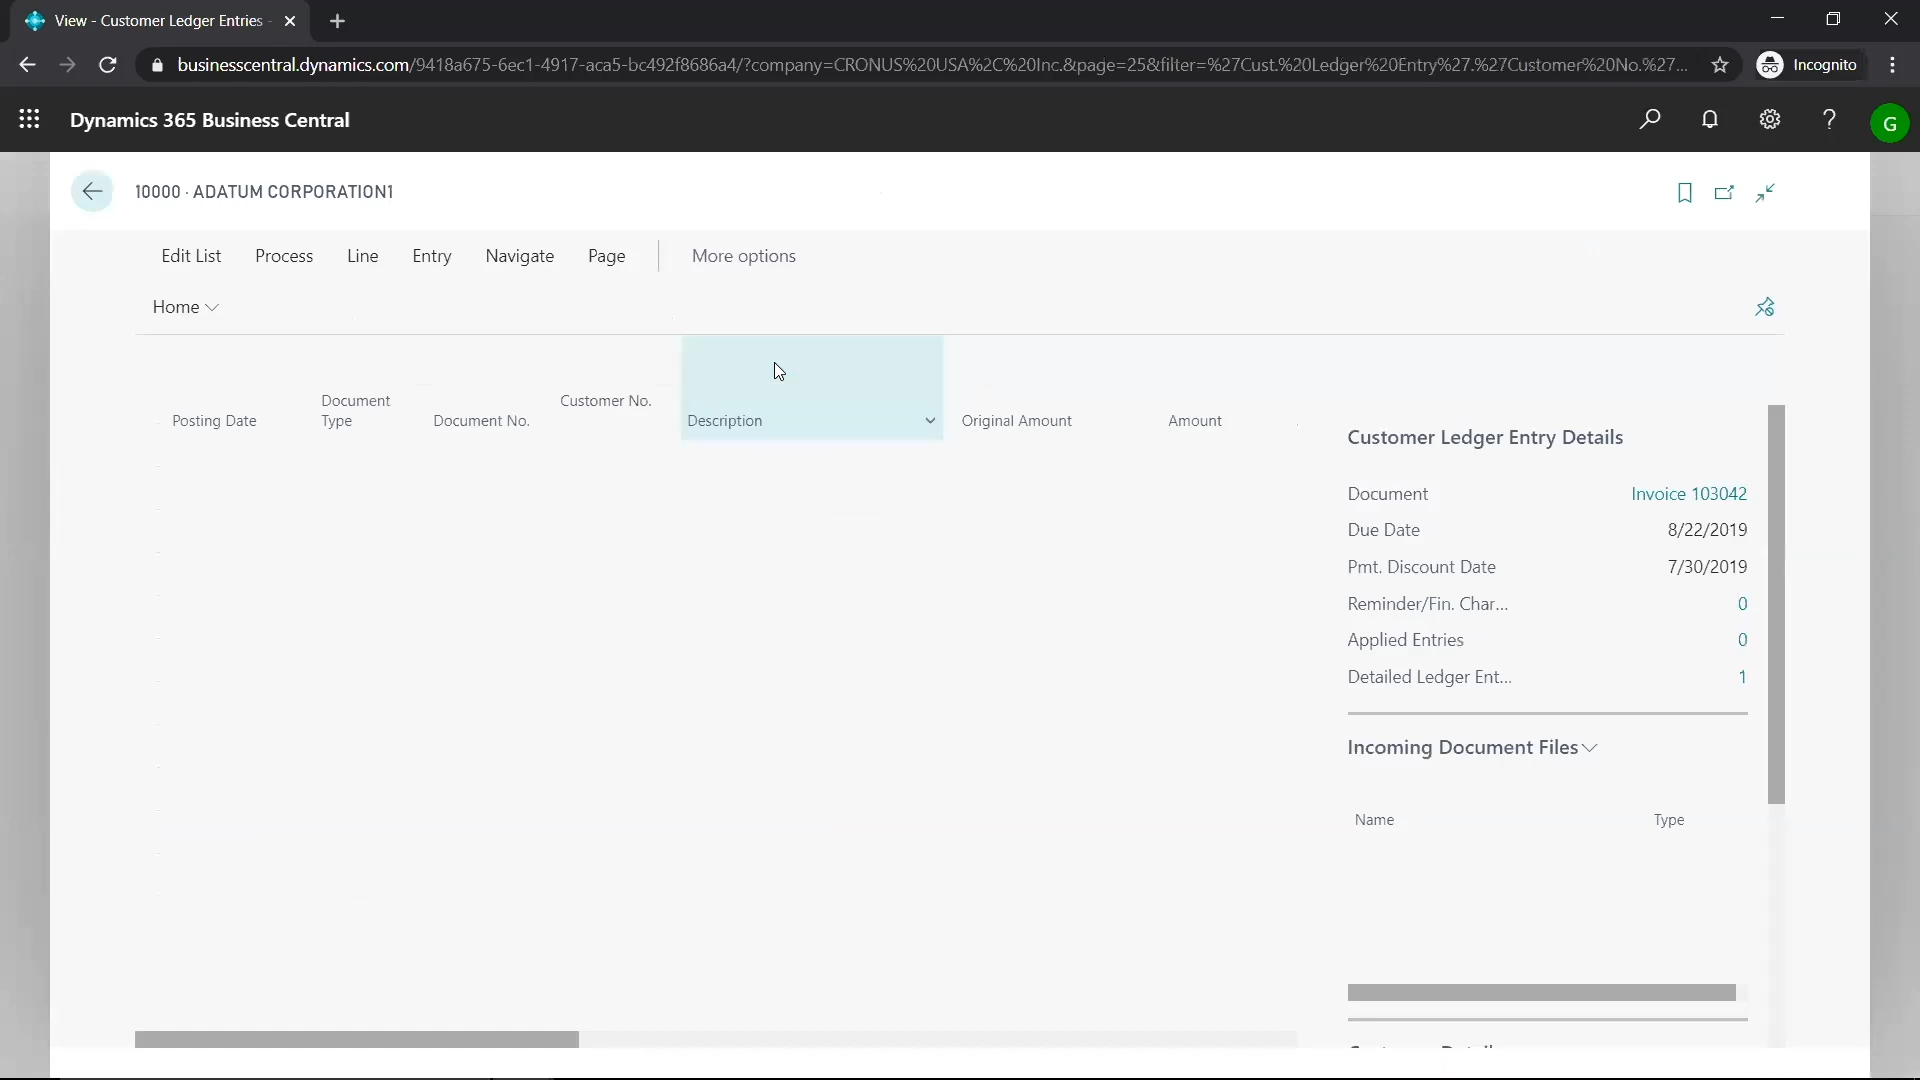 View - Customer Ledger Entries -
businesscentral.dynamics.com/9418a675-6ec1-4917-aca5-bc492f8686a4/?company=CRONUS%20USA%2C%20Inc.&page=25&filter=%27Cust.%20Ledger%20Entry%27.%27Customer%20No.%27...
Incognito
Dynamics 365 Business Central
?
G
10000 · ADATUM CORPORATION1
Edit List Process Line Entry Navigate Page More options
Home
Posting Date
Document
Type
Document No.
Customer No.
Description
Original Amount
Amount
Customer Ledger Entry Details
Document Invoice 103042
Due Date 8/22/2019
Pmt. Discount Date 7/30/2019
Reminder/Fin. Char... 0
Applied Entries 0
Detailed Ledger Ent... 1
Incoming Document Files
Name Type